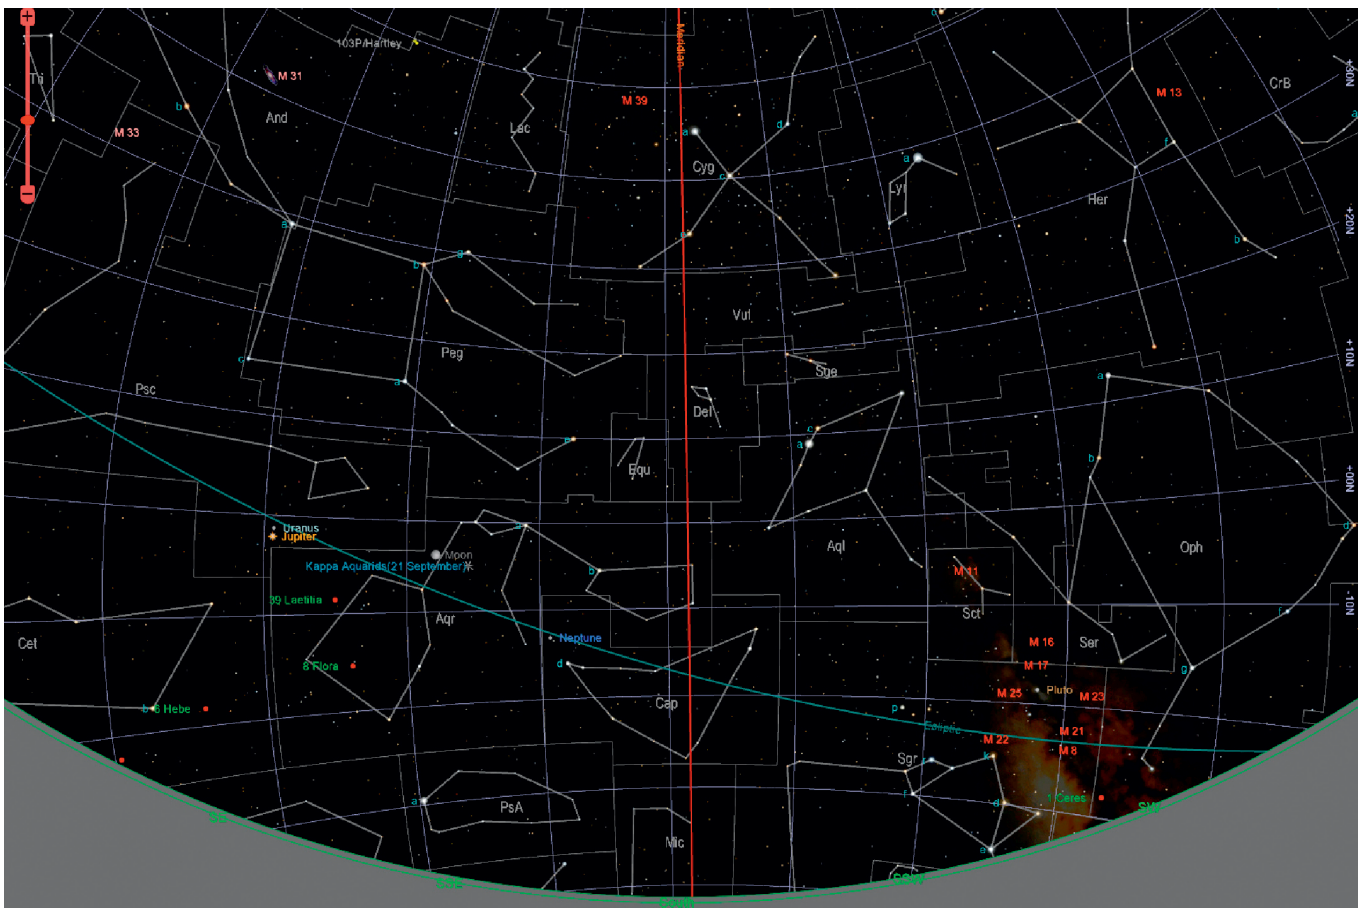 103P/Hartley
Meridian
c
+30N
Tri
M 31
CrB
M 33
b
And
Lac
M 39
a
Cyg
d
c
e
M 13
f
a
Lyr
Her
b
+20N
a
b
g
Vul
Peg
Sge
c
a
Psc
Del
e
Equ
c
a
a
b
+10N
+00N
Uranus
Jupiter
Moon
Kappa Aquarids(21 September)
a
B
Aql
d
Oph
39 Laetitia
Aqr
Neptune
M 11
Sct
-10N
Cet
8 Flora
d
Cap
M 16
Ser
M 17
g
b
6 Hebe
M 25
Pluto
M 23
p
Ecliptic
M 22
M 21
M 8
Sgr
k
f
d
1 Ceres
SW
a
PsA
Mic
e
SSW